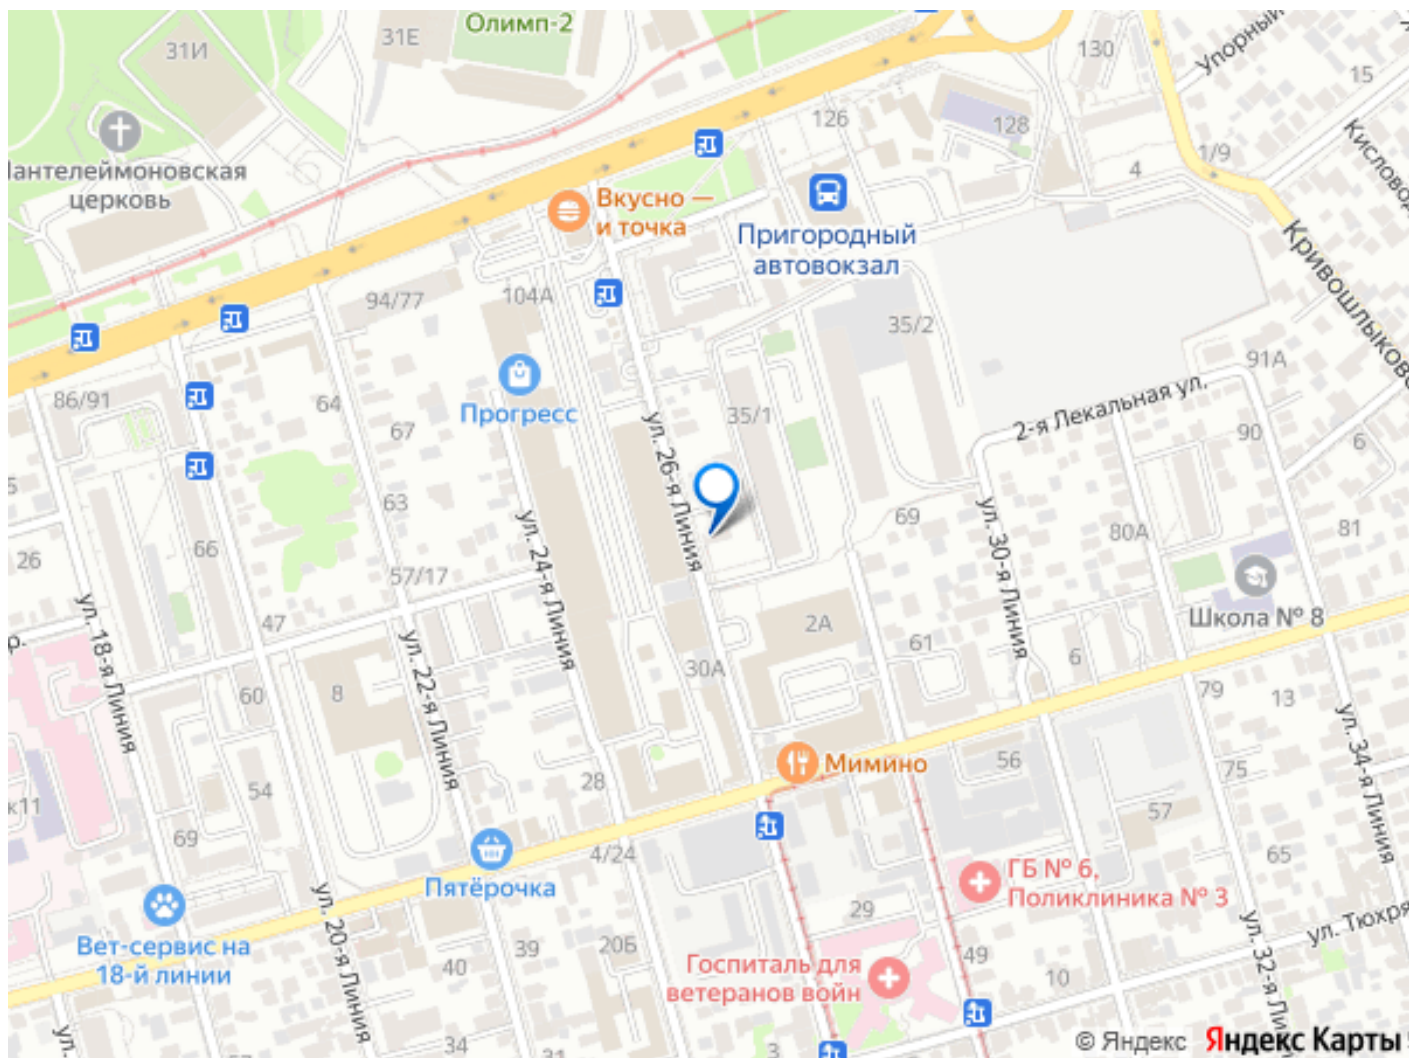 Олимп-2
31И
31Е
130
Упорный
15
126
128
1/9
4
Кисловод
Пантелеймоновская
церковь
Вкусно —
и точка
Пригородный
автовокзал
Кривошлыковс
94/77
104А
35/2
91А
86/91
64
67
Прогресс
35/1
2-я Лекальная ул.
90
6
ул. 26-я Линия
63
ул. 24-я Линия
69
ул. 30-я Линия
80А
81
26
66
57/17
ул. 18-я Линия
47
ул. 22-я Линия
2А
61
Школа № 8
6
60
8
30А
79
13
ул. 34-я Линия
Мимино
56
75
28
54
к11
57
69
4/24
65
Пятёрочка
ГБ № 6,
Поликлиника № 3
29
Вет-сервис на
18-й линии
ул. 20-я Линия
39
20Б
40
Госпиталь для
ветеранов войн
49
10
ул. 32-я Ли
ул. Тюхря
ул.
57
34
31
3
© Яндекс
Яндекс Карты